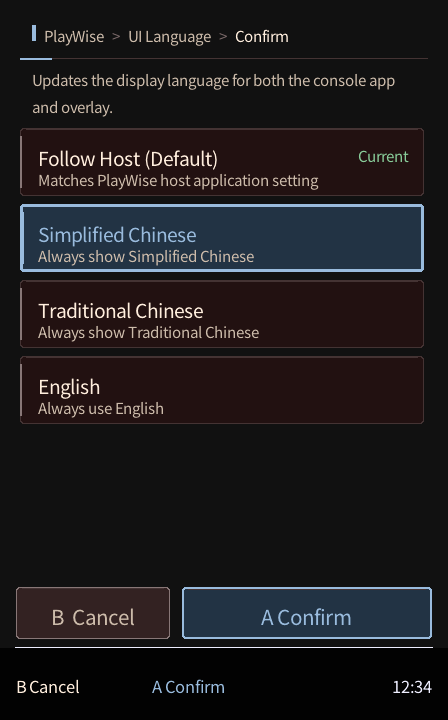 PlayWise > UI Language > Confirm
Updates the display language for both the console app
and overlay.
Follow Host (Default)
Current
Matches PlayWise host application setting
Simplified Chinese
Always show Simplified Chinese
Traditional Chinese
Always show Traditional Chinese
English
Always use English
B Cancel
A Confirm
B Cancel
A Confirm
12:34